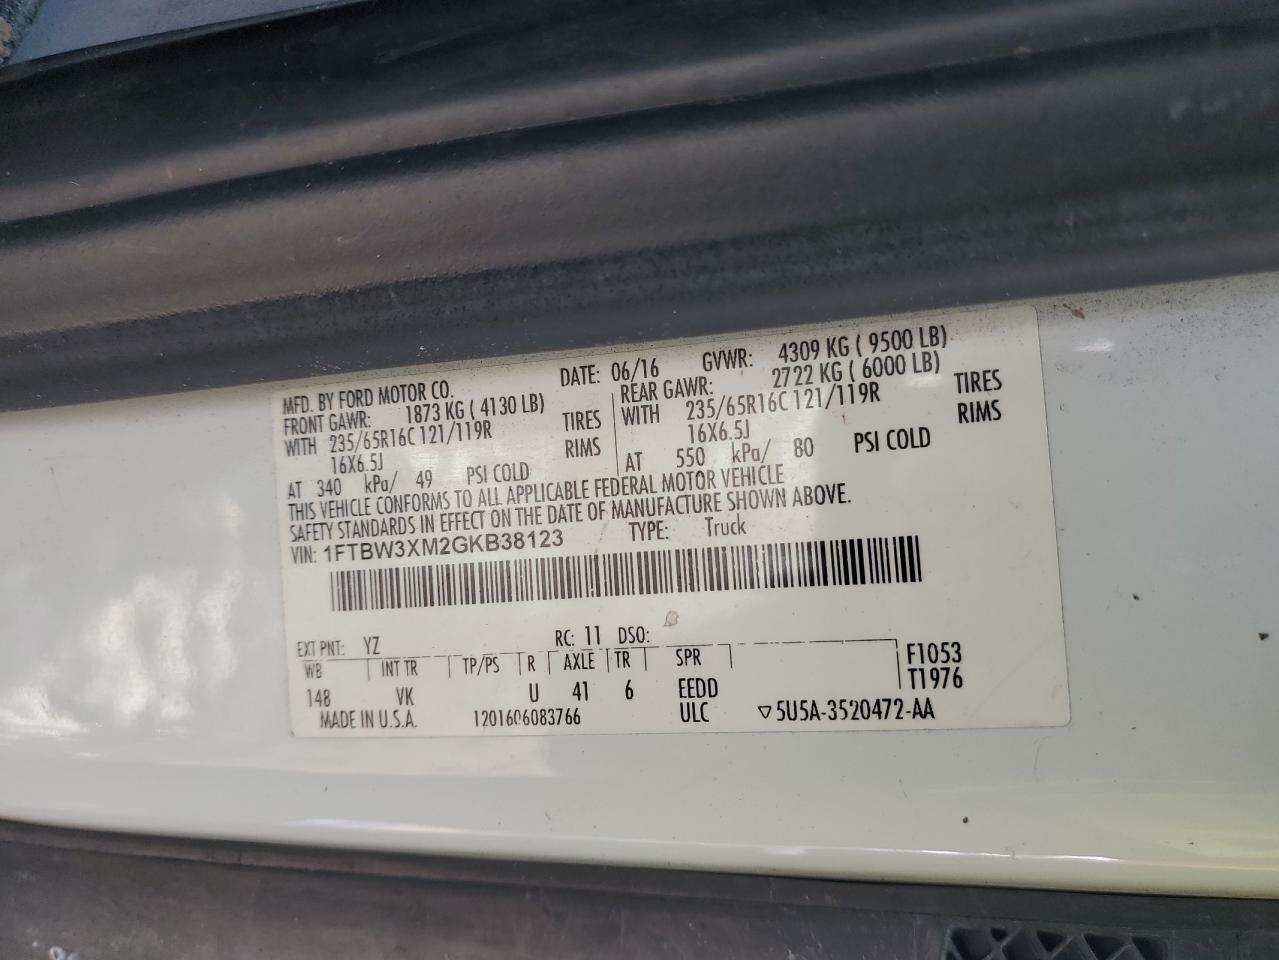 MFD. BY FORD MOTOR CO. DATE: 06/16 GVWR: 4309 KG ( 9500 LB)
FRONT GAWR: 1873 KG ( 4130 LB) REAR GAWR: 2722 KG ( 6000 LB)
WITH 235/65R16C 121/119R TIRES WITH 235/65R16C 121/119R TIRES
16X6.5J RIMS 16X6.5J RIMS
AT 340 kPa/ 49 PSI COLD AT 550 kPa/ 80 PSI COLD
THIS VEHICLE CONFORMS TO ALL APPLICABLE FEDERAL MOTOR VEHICLE
SAFETY STANDARDS IN EFFECT ON THE DATE OF MANUFACTURE SHOWN ABOVE.
VIN: 1FTBW3XM2GKB38123 TYPE: Truck
EXT PNT: YZ RC: 11 DSO:
WB INT TR TP/PS R AXLE TR SPR F1053
148 VK U 41 6 EEDD T1976
MADE IN U.S.A. 1201606083766 ULC ▽5U5A-3520472-AA